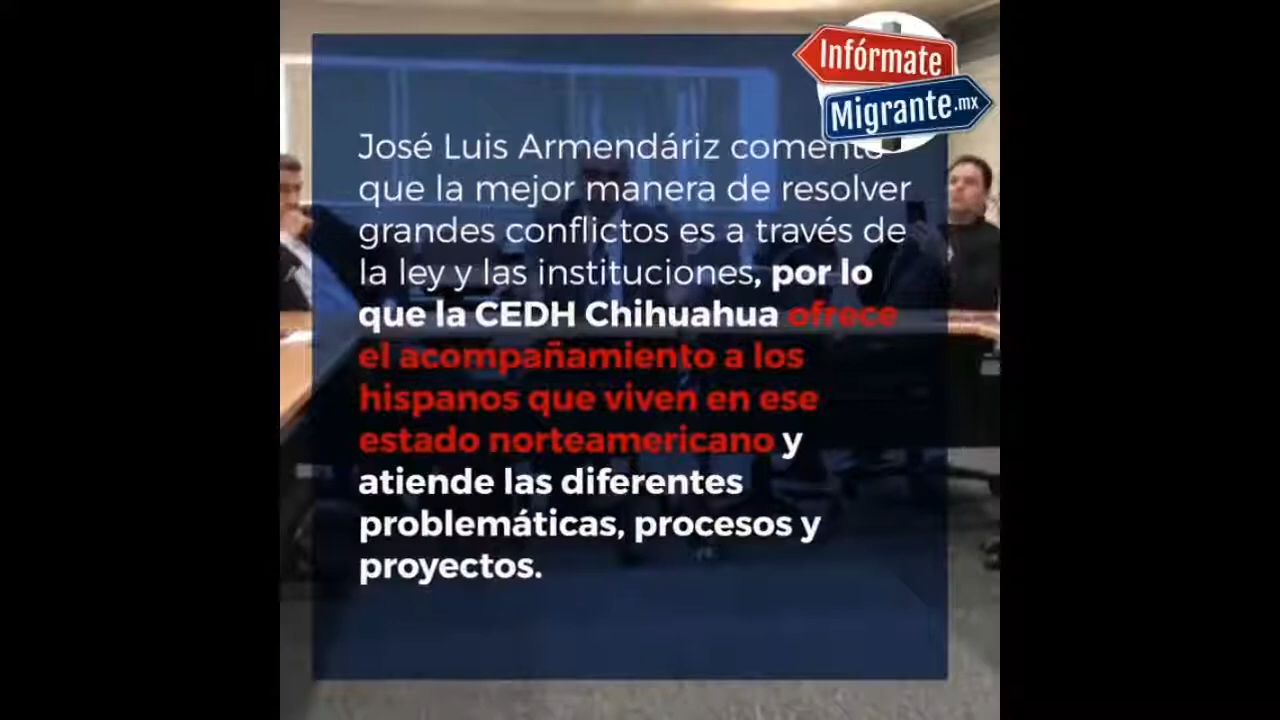 Infórmate
Migrante.mx
José Luis Armendáriz comentó
que la mejor manera de resolver
grandes conflictos es a través de
la ley y las instituciones, por lo
que la CEDH Chihuahua ofrece
el acompañamiento a los
hispanos que viven en ese
estado norteamericano y
atiende las diferentes
problemáticas, procesos y
proyectos.